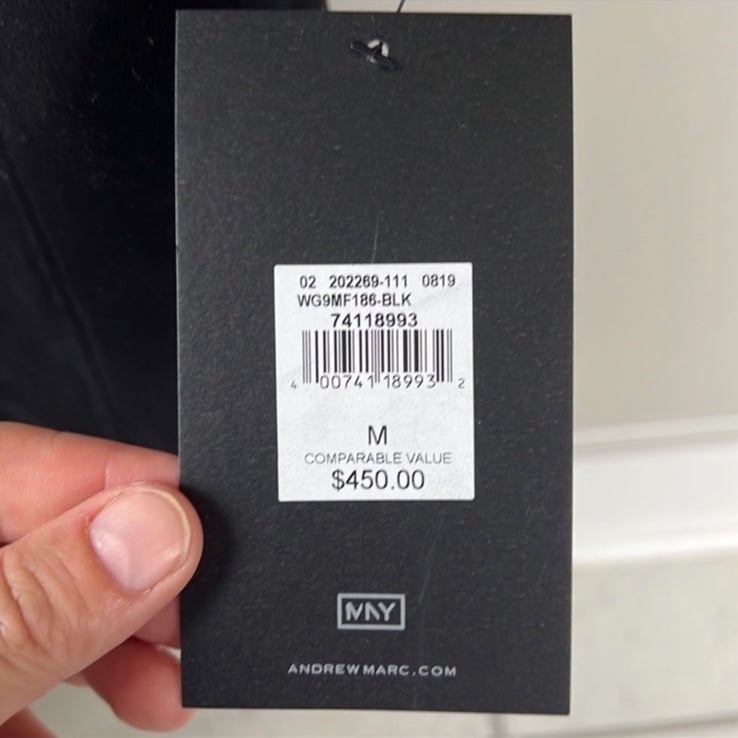 02 202269-111 0819
WG9MF186-BLK
74118993
4 00741 18993 2
M
COMPARABLE VALUE
$450.00
MNY
ANDREWMARC.COM